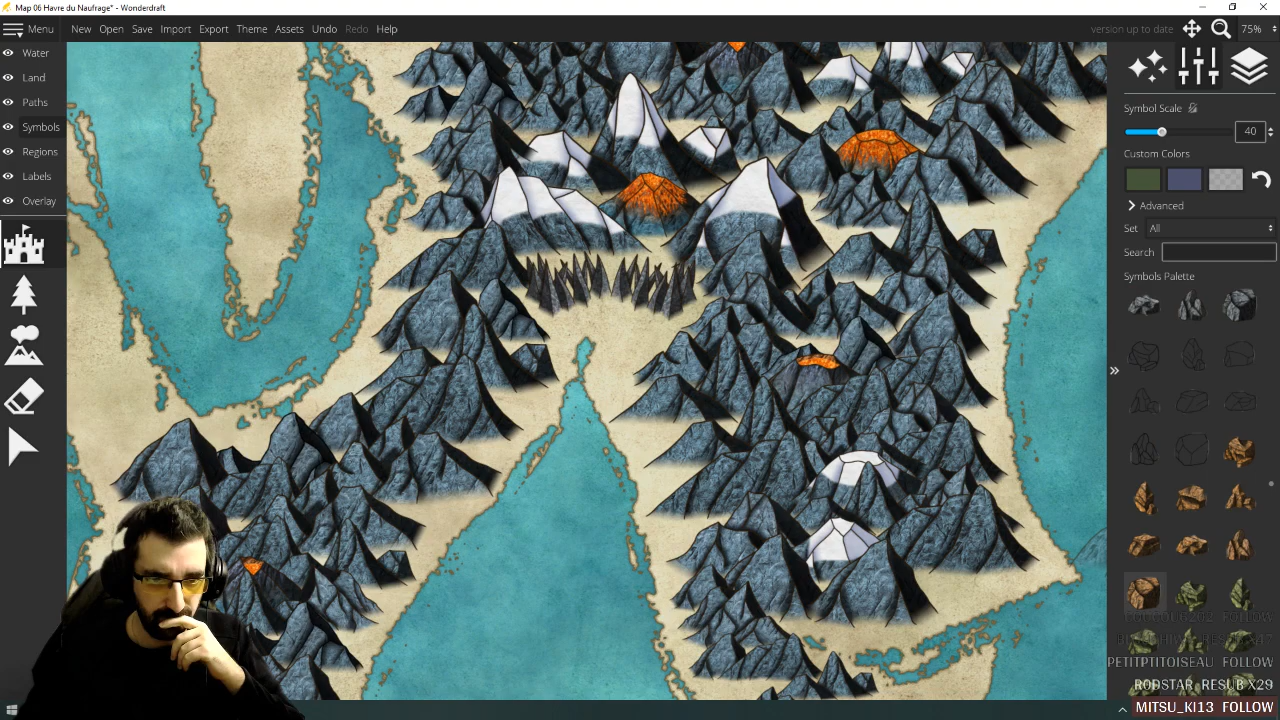 Map 06 Havre du Naufrage* - Wonderdraft
Menu New Open Save Import Export Theme Assets Undo Redo Help version up to date 75%
Water
Land
Paths
Symbols
Regions
Labels
Overlay
Symbol Scale
40
Custom Colors
Advanced
Set All
Search
Symbols Palette
FOLLOW
PETITPTITOISEAU FOLLOW
RODSTAR_RESUB X29
MITSU_KI13 FOLLOW